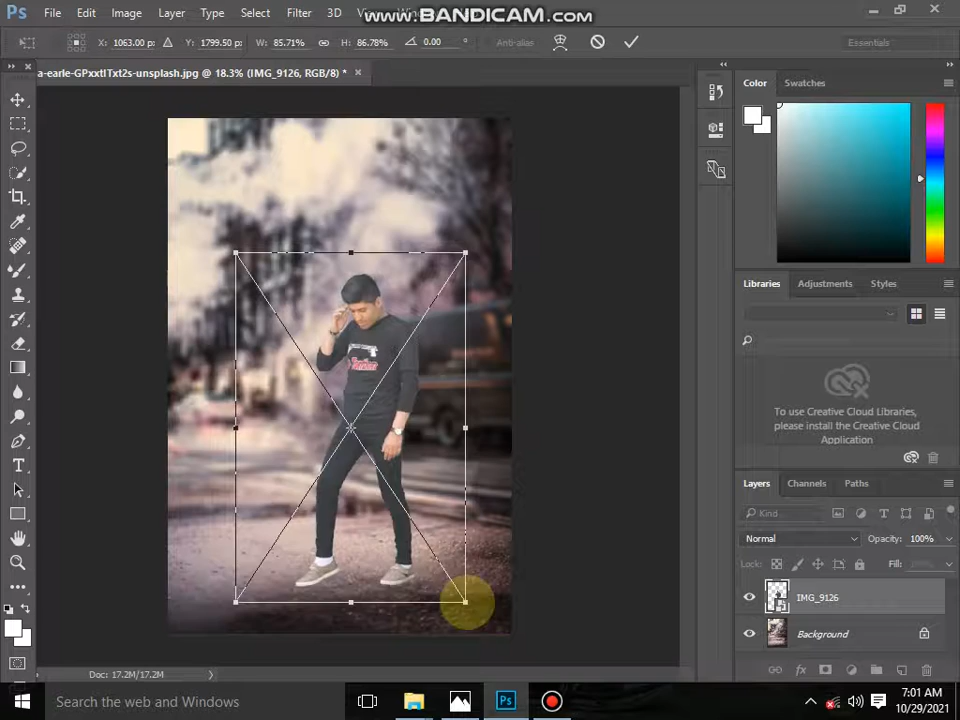 Ps File Edit Image Layer Type Select Filter 3D
www.BANDICAM.com
X: 1063.00 p: Y: 1799.50 p: W: 85.71% H: 86.78% 0.00 ° Anti-alias:
Essentials
a-earle-GPxxtITxt2s-unsplash.jpg @ 18.3% (IMG_9126, RGB/8) * ×
Color Swatches
Libraries Adjustments Styles
To use Creative Cloud Libraries,
please install the Creative Cloud
Application
Layers Channels Paths
Kind
Normal Opacity: 100%
Lock: Fill:
IMG_9126
Background
Doc: 17.2M/17.2M
Search the web and Windows
Ps
7:01 AM
10/29/2021